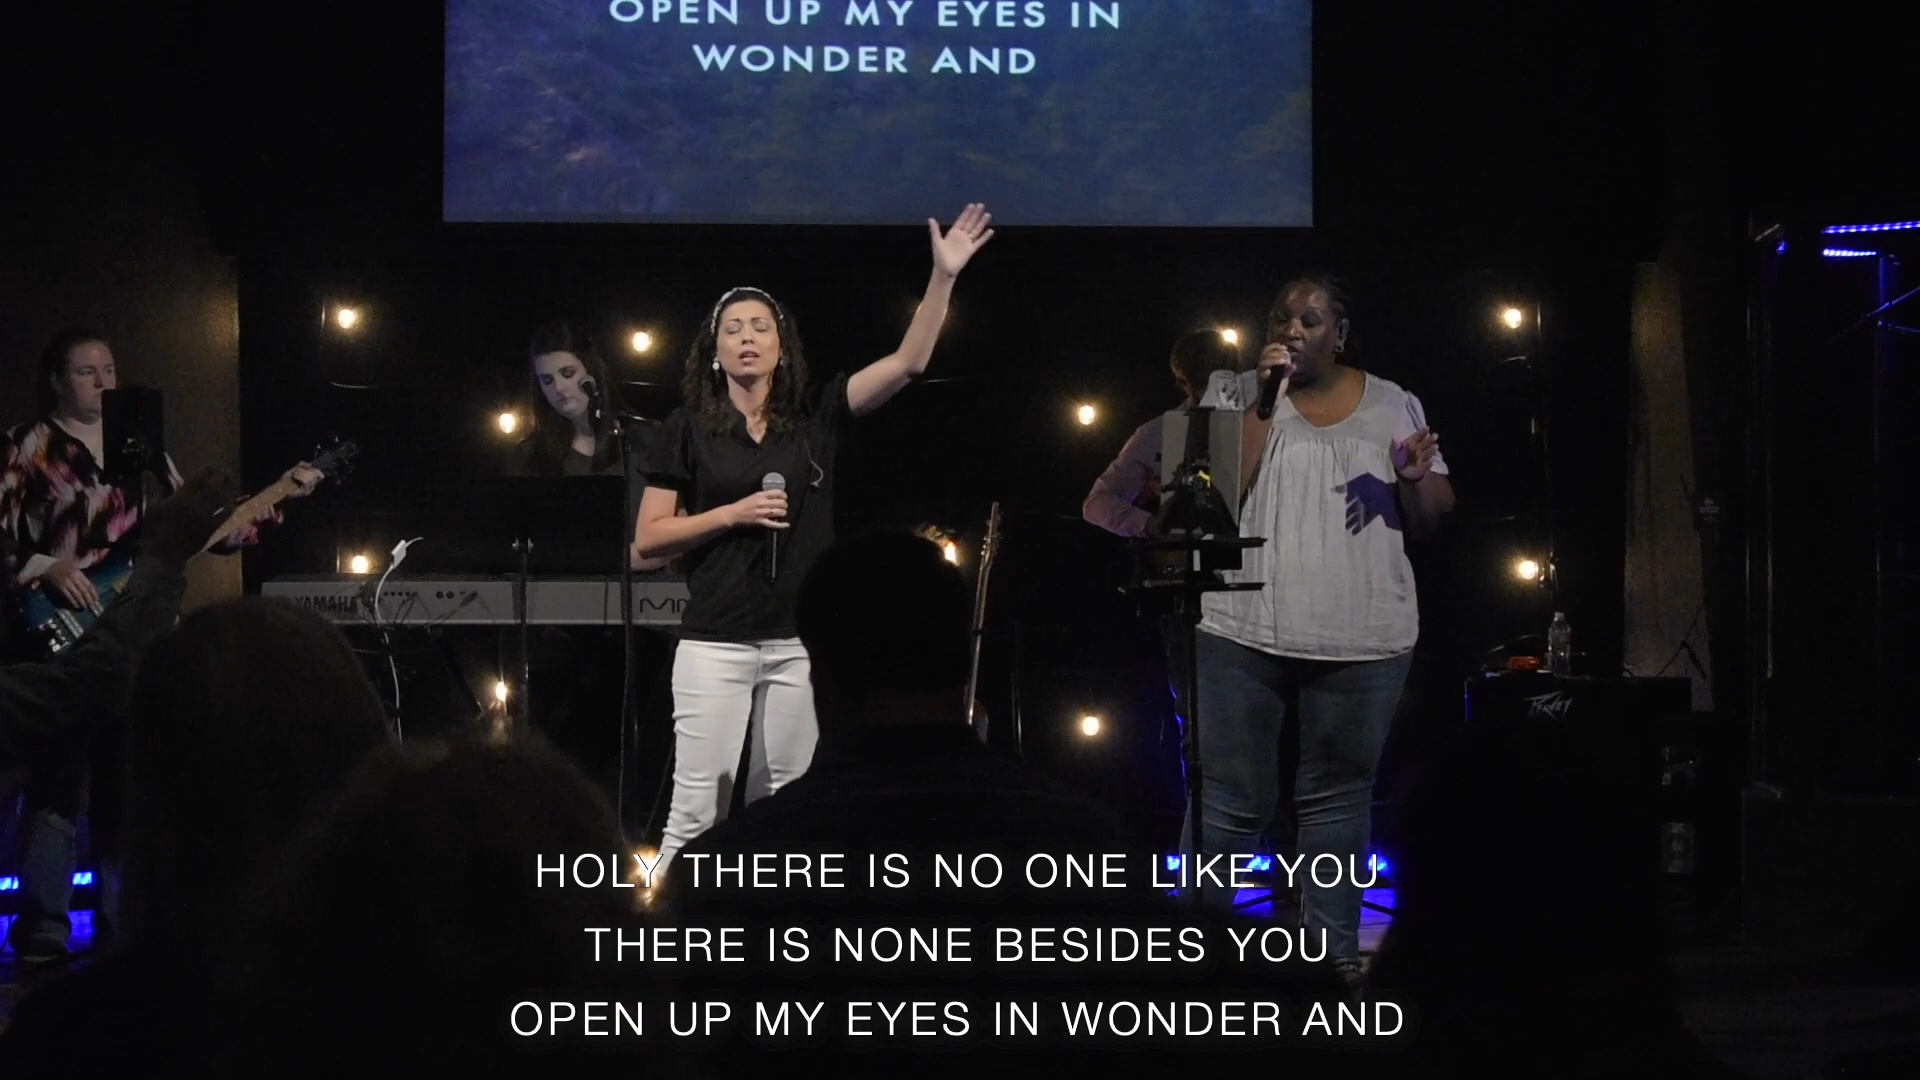 OPEN UP MY EYES IN
WONDER AND
YAMAHA
PEAVEY
HOLY THERE IS NO ONE LIKE YOU
THERE IS NONE BESIDES YOU
OPEN UP MY EYES IN WONDER AND